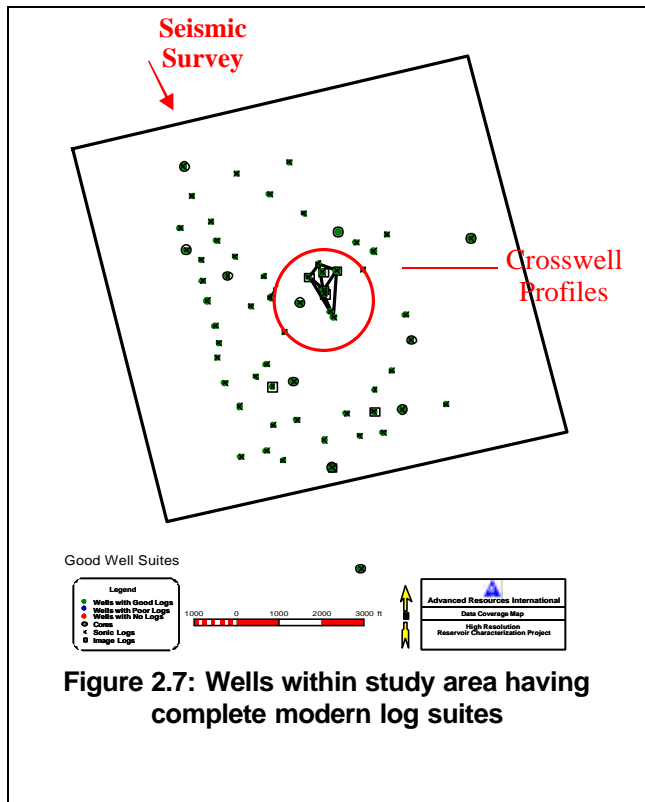 Seismic
Survey
Crosswell
Profiles
Good Well Suites
Legend
Wells with Good Logs
Wells with Poor Logs
Wells with No Logs
Cores
Sonic Logs
Image Logs
1000 0 1000 2000 3000 ft
Advanced Resources International
Data Coverage Map
High Resolution
Reservoir Characterization Project
Figure 2.7: Wells within study area having
complete modern log suites